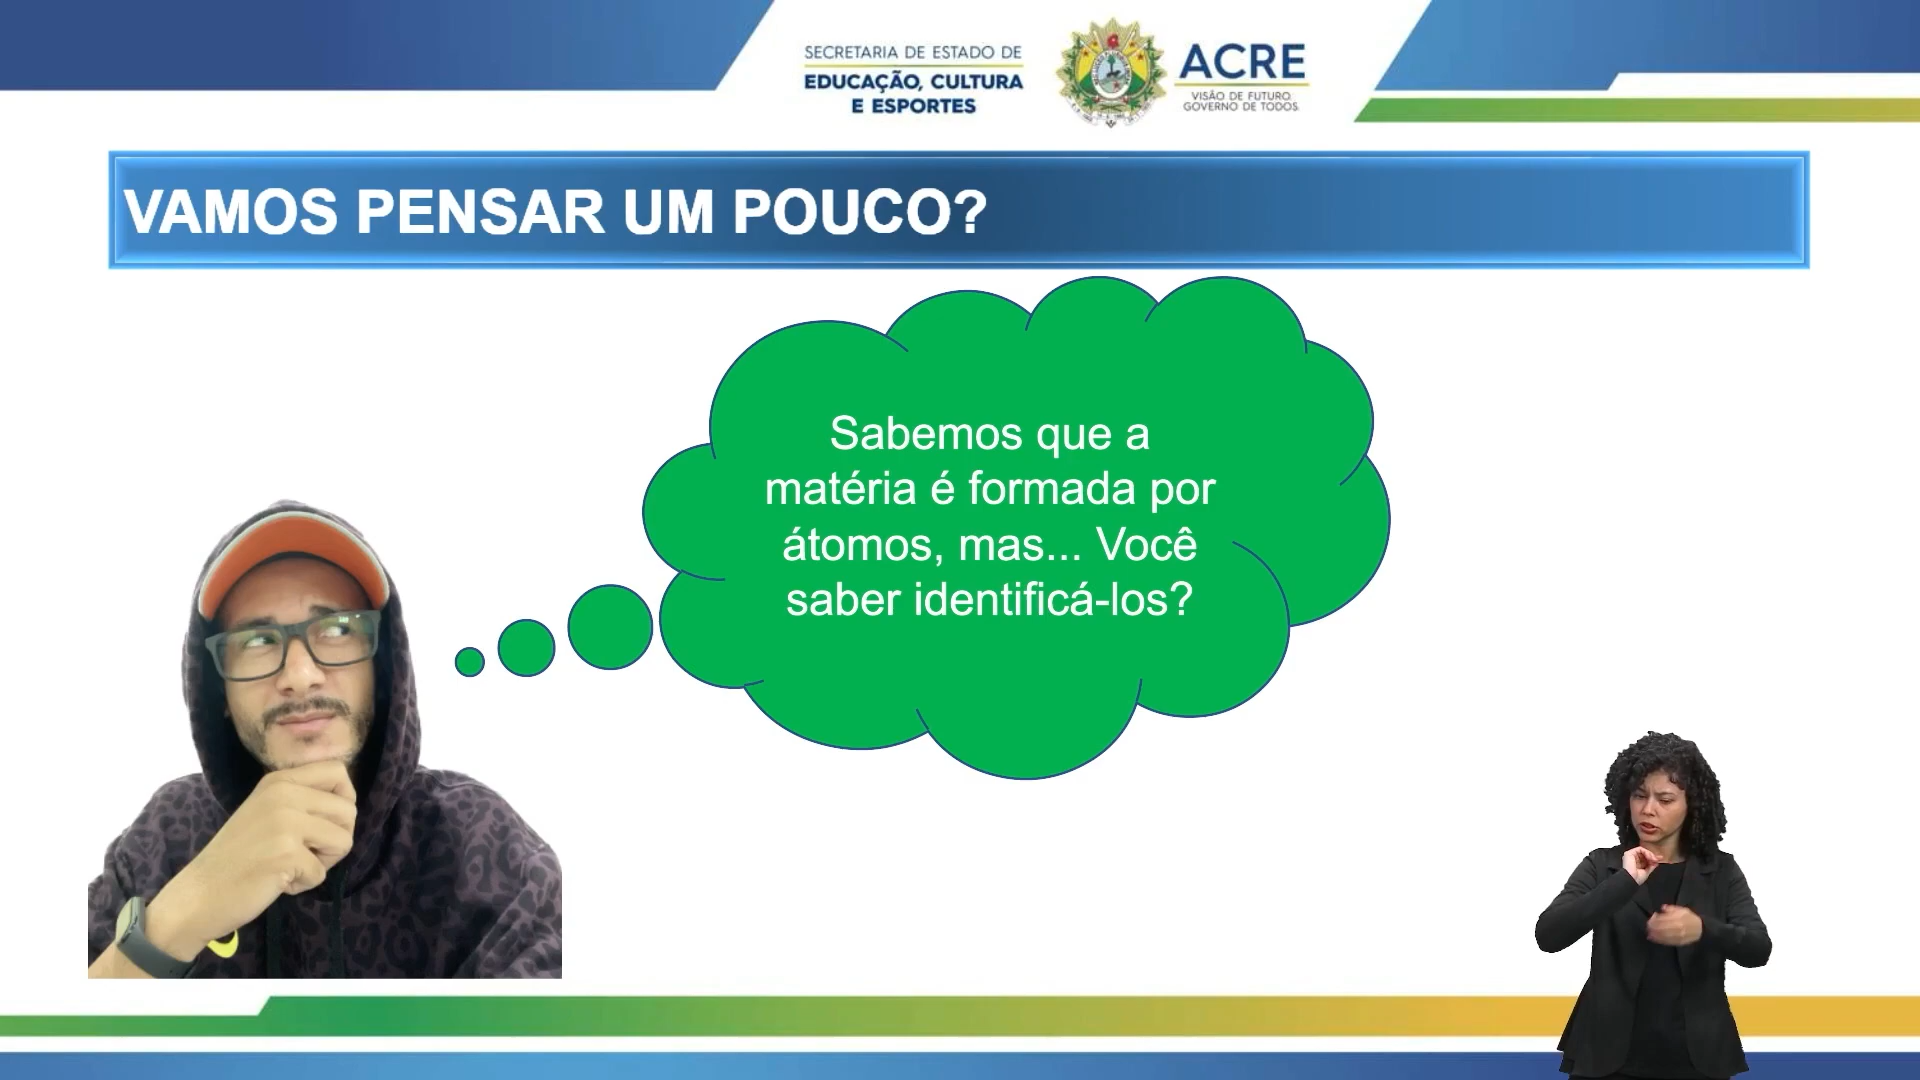 SECRETARIA DE ESTADO DE
EDUCAÇÃO, CULTURA
E ESPORTES
ACRE
VISÃO DE FUTURO.
GOVERNO DE TODOS.
VAMOS PENSAR UM POUCO?
Sabemos que a
matéria é formada por
átomos, mas... Você
saber identificá-los?